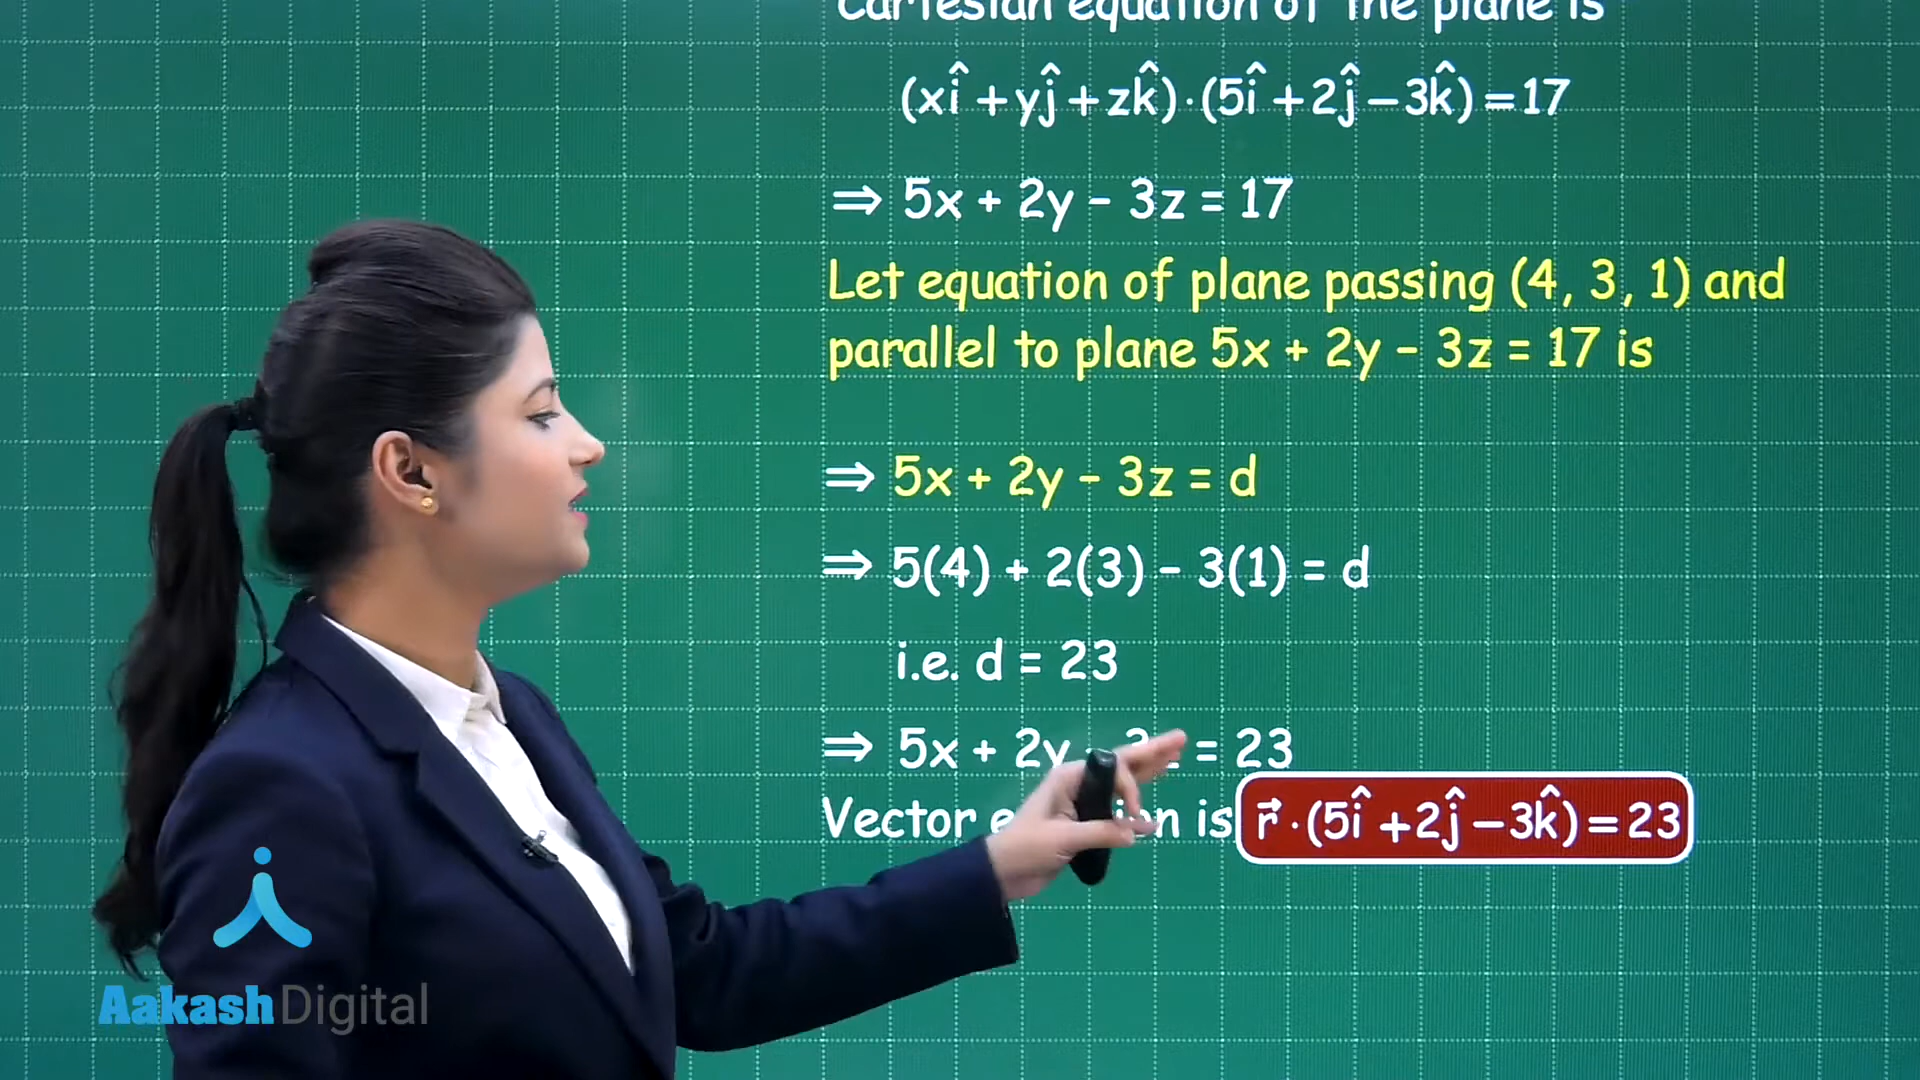 Cartesian equation of the plane is
(xî + yĵ + zk̂)·(5î + 2ĵ − 3k̂) = 17
⇒ 5x + 2y − 3z = 17
Let equation of plane passing (4, 3, 1) and
parallel to plane 5x + 2y − 3z = 17 is
⇒ 5x + 2y − 3z = d
⇒ 5(4) + 2(3) − 3(1) = d
i.e. d = 23
⇒ 5x + 2y = 23
Vector is r⃗·(5î + 2ĵ − 3k̂) = 23
Aakash Digital